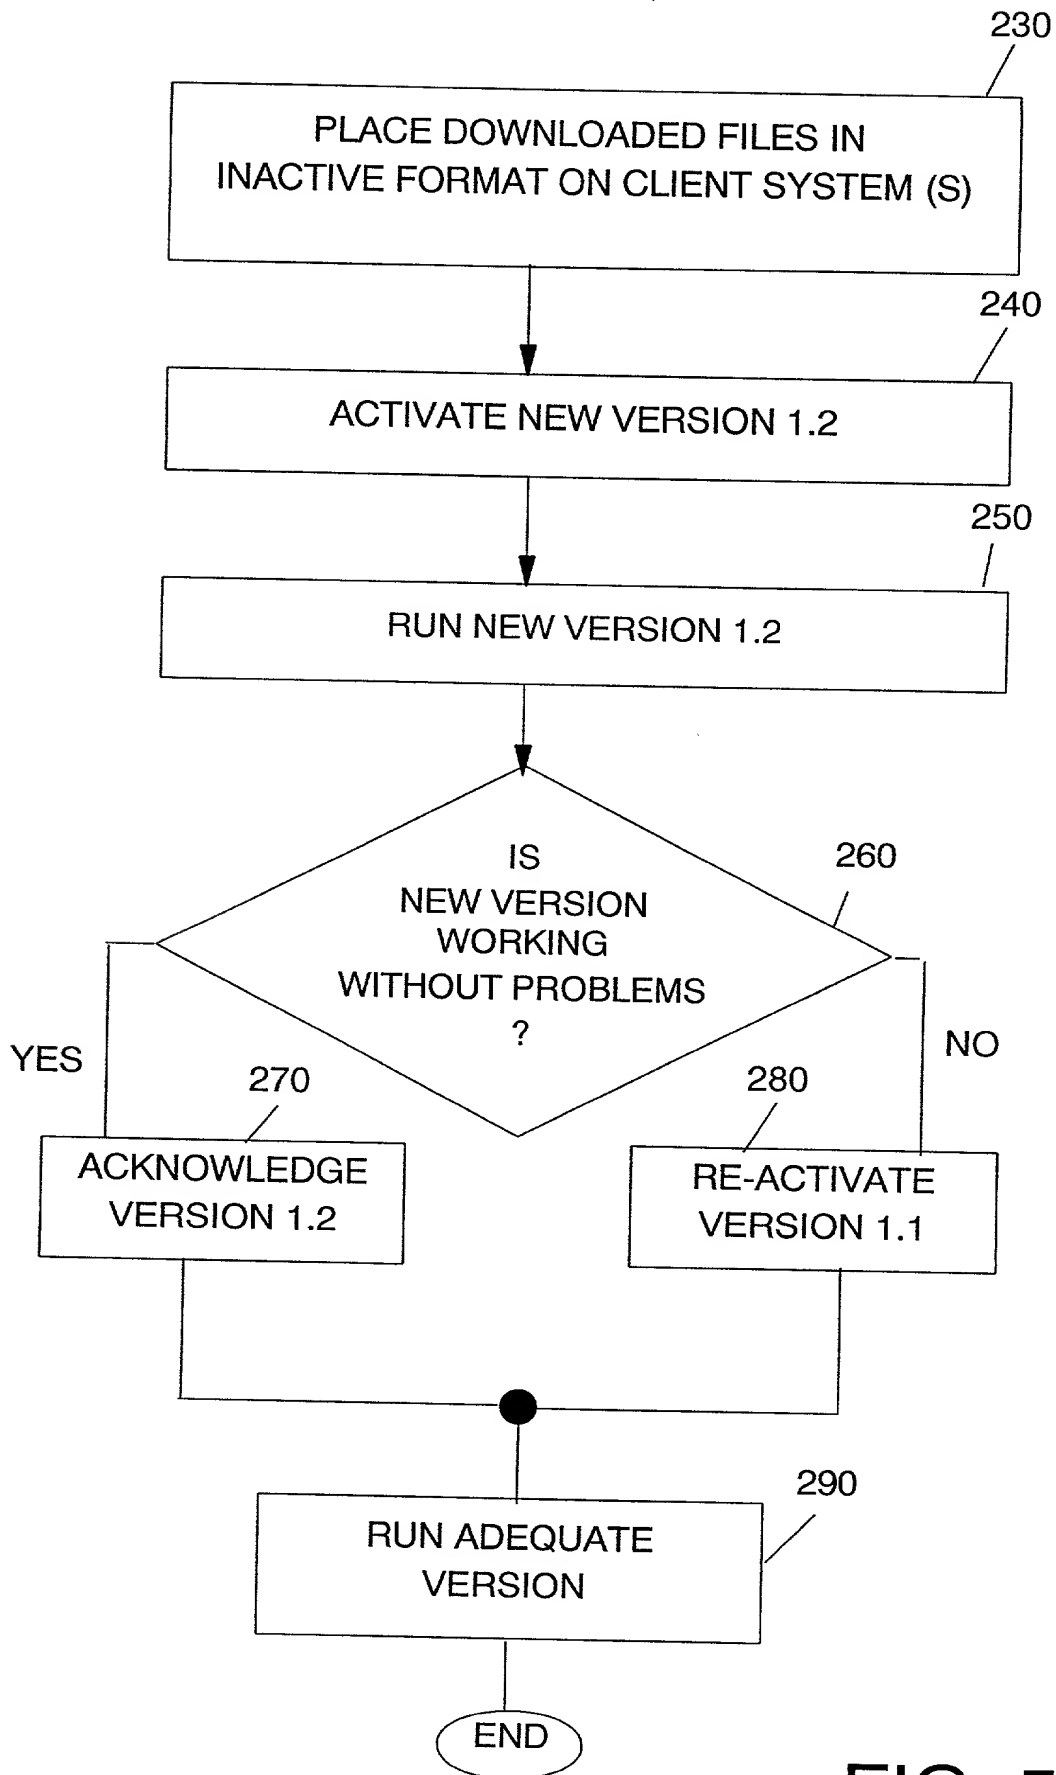 230
PLACE DOWNLOADED FILES IN
INACTIVE FORMAT ON CLIENT SYSTEM (S)
240
ACTIVATE NEW VERSION 1.2
250
RUN NEW VERSION 1.2
260
IS
NEW VERSION
WORKING
WITHOUT PROBLEMS
?
YES
NO
270
280
ACKNOWLEDGE
VERSION 1.2
RE-ACTIVATE
VERSION 1.1
290
RUN ADEQUATE
VERSION
END